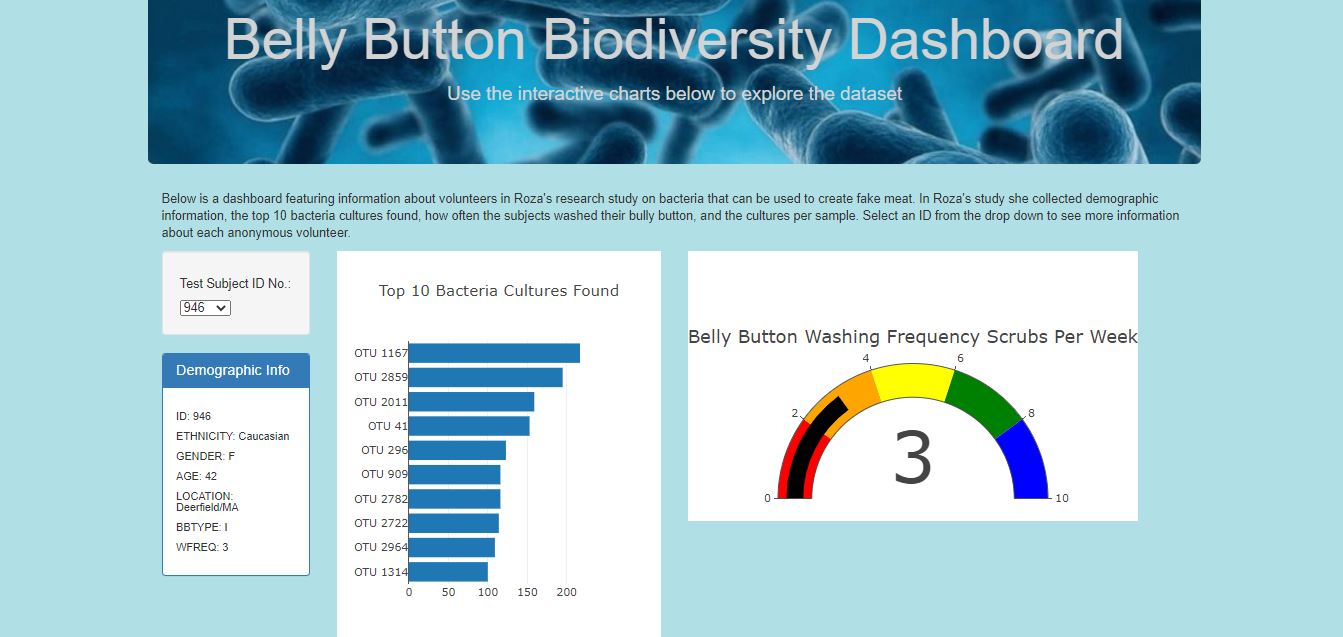 Belly Button Biodiversity Dashboard
Use the interactive charts below to explore the dataset
Below is a dashboard featuring information about volunteers in Roza's research study on bacteria that can be used to create fake meat. In Roza's study she collected demographic
information, the top 10 bacteria cultures found, how often the subjects washed their bully button, and the cultures per sample. Select an ID from the drop down to see more information
about each anonymous volunteer.
Test Subject ID No.:
946
Demographic Info
ID: 946
ETHNICITY: Caucasian
GENDER: F
AGE: 42
LOCATION:
Deerfield/MA
BBTYPE: I
WFREQ: 3
Top 10 Bacteria Cultures Found
OTU 1167
OTU 2859
OTU 2011
OTU 41
OTU 296
OTU 909
OTU 2782
OTU 2722
OTU 2964
OTU 1314
0 50 100 150 200
Belly Button Washing Frequency Scrubs Per Week
4 6
2 8
3
0 10